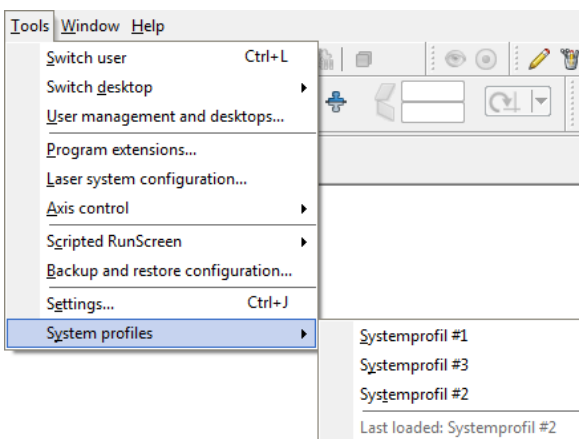 Tools Window Help
Switch user Ctrl+L
Switch desktop
User management and desktops...
Program extensions...
Laser system configuration...
Axis control
Scripted RunScreen
Backup and restore configuration...
Settings... Ctrl+J
System profiles
Systemprofil #1
Systemprofil #3
Systemprofil #2
Last loaded: Systemprofil #2